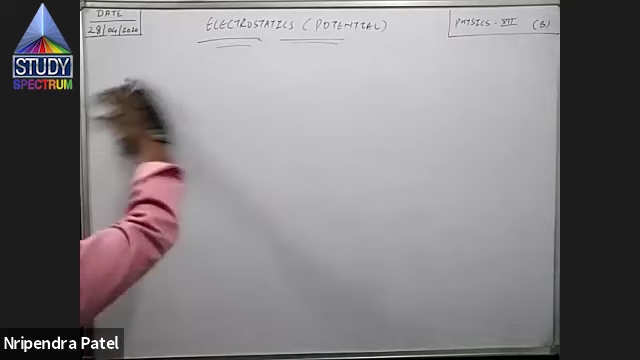 DATE
28/04/2020
ELECTROSTATICS (POTENTIAL)
PHYSICS - XII (B)
STUDY
SPECTRUM
Nripendra Patel